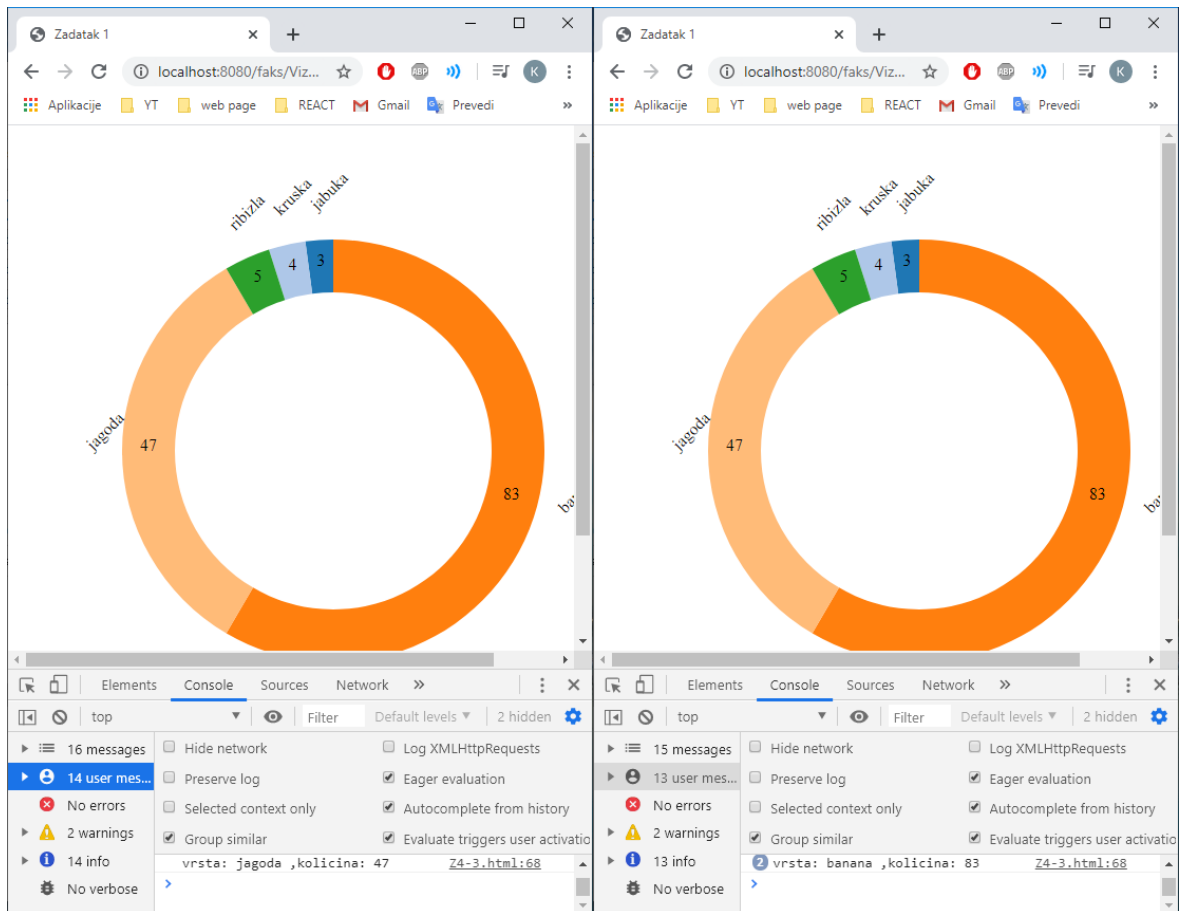 Zadatak 1
localhost:8080/faks/Viz...
ABP
K
Aplikacije YT web page REACT Gmail Prevedi »
ribizla
kruska
jabuka
5
4
3
jagoda
47
83
Elements Console Sources Network »
top Filter Default levels 2 hidden
16 messages
14 user mes...
No errors
2 warnings
14 info
No verbose
Hide network
Preserve log
Selected context only
Group similar
Log XMLHttpRequests
Eager evaluation
Autocomplete from history
Evaluate triggers user activatio
vrsta: jagoda ,kolicina: 47 Z4-3.html:68
Zadatak 1
localhost:8080/faks/Viz...
ABP
K
Aplikacije YT web page REACT Gmail Prevedi »
ribizla
kruska
jabuka
5
4
3
jagoda
47
83
Elements Console Sources Network »
top Filter Default levels 2 hidden
15 messages
13 user mes...
No errors
2 warnings
13 info
No verbose
Hide network
Preserve log
Selected context only
Group similar
Log XMLHttpRequests
Eager evaluation
Autocomplete from history
Evaluate triggers user activatio
2 vrsta: banana ,kolicina: 83 Z4-3.html:68